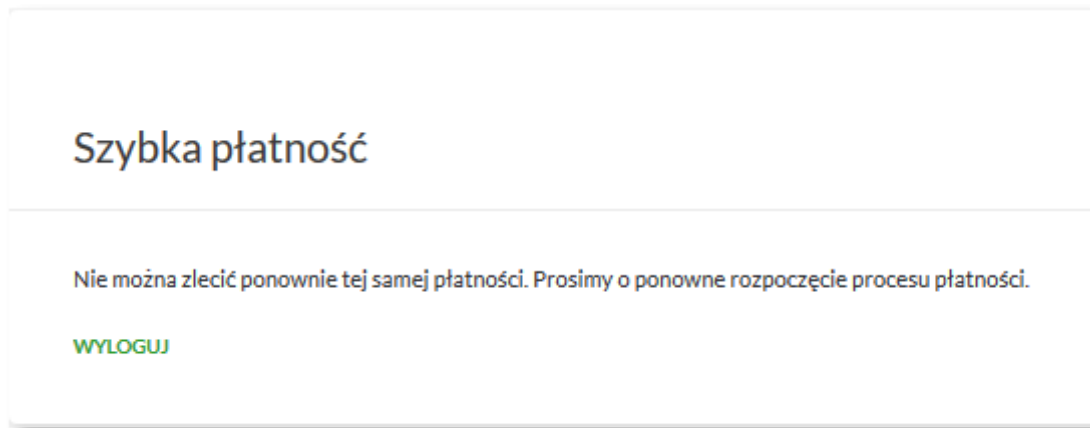 Szybka płatność
Nie można zlecić ponownie tej samej płatności. Prosimy o ponowne rozpoczęcie procesu płatności.
WYLOGUJ